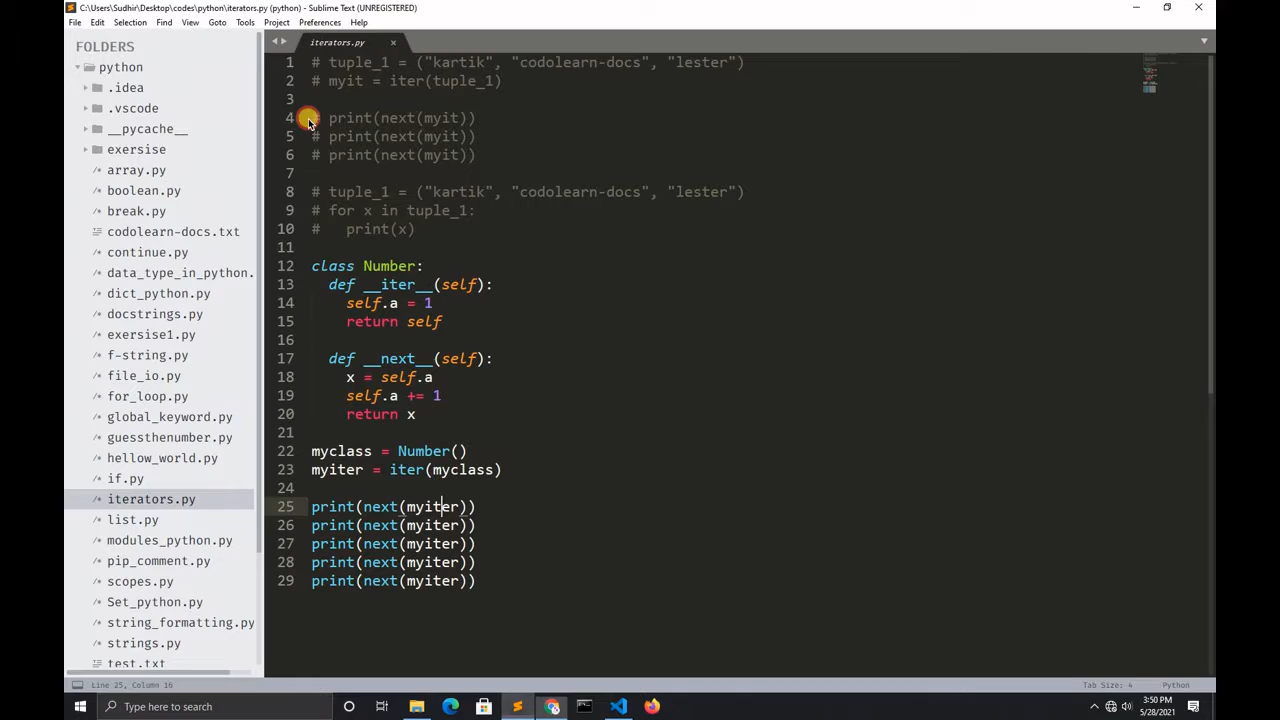 C:\Users\Sudhir\Desktop\codes\python\iterators.py (python) - Sublime Text (UNREGISTERED)
File Edit Selection Find View Goto Tools Project Preferences Help
FOLDERS
python
.idea
.vscode
__pycache__
exersise
array.py
boolean.py
break.py
codolearn-docs.txt
continue.py
data_type_in_python.
dict_python.py
docstrings.py
exersise1.py
f-string.py
file_io.py
for_loop.py
global_keyword.py
guessthenumber.py
hellow_world.py
if.py
iterators.py
list.py
modules_python.py
pip_comment.py
scopes.py
Set_python.py
string_formatting.py
strings.py
test.txt
iterators.py
1 # tuple_1 = ("kartik", "codolearn-docs", "lester")
2 # myit = iter(tuple_1)
3
4 # print(next(myit))
5 # print(next(myit))
6 # print(next(myit))
7
8 # tuple_1 = ("kartik", "codolearn-docs", "lester")
9 # for x in tuple_1:
10 #   print(x)
11
12 class Number:
13   def __iter__(self):
14     self.a = 1
15     return self
16
17   def __next__(self):
18     x = self.a
19     self.a += 1
20     return x
21
22 myclass = Number()
23 myiter = iter(myclass)
24
25 print(next(myiter))
26 print(next(myiter))
27 print(next(myiter))
28 print(next(myiter))
29 print(next(myiter))
Line 25, Column 16
Tab Size: 4 Python
Type here to search
3:50 PM
5/28/2021